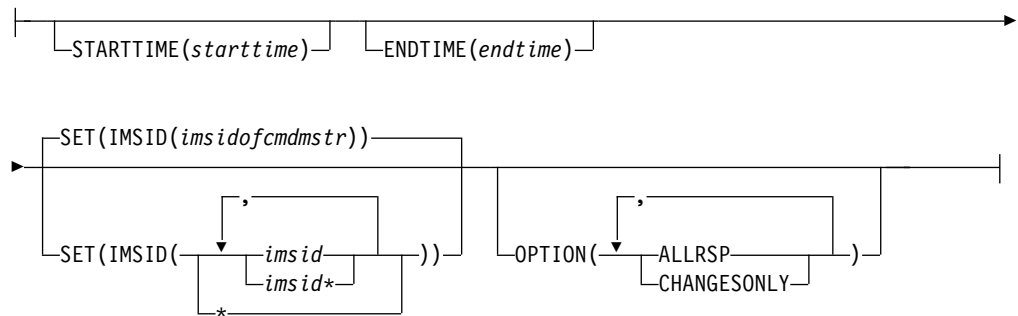 STARTTIME(starttime) ENDTIME(endtime)
SET(IMSID(imsidofcmdmstr))
, ,
SET(IMSID( imsid )) OPTION( ALLRSP )
imsid* CHANGESONLY
*